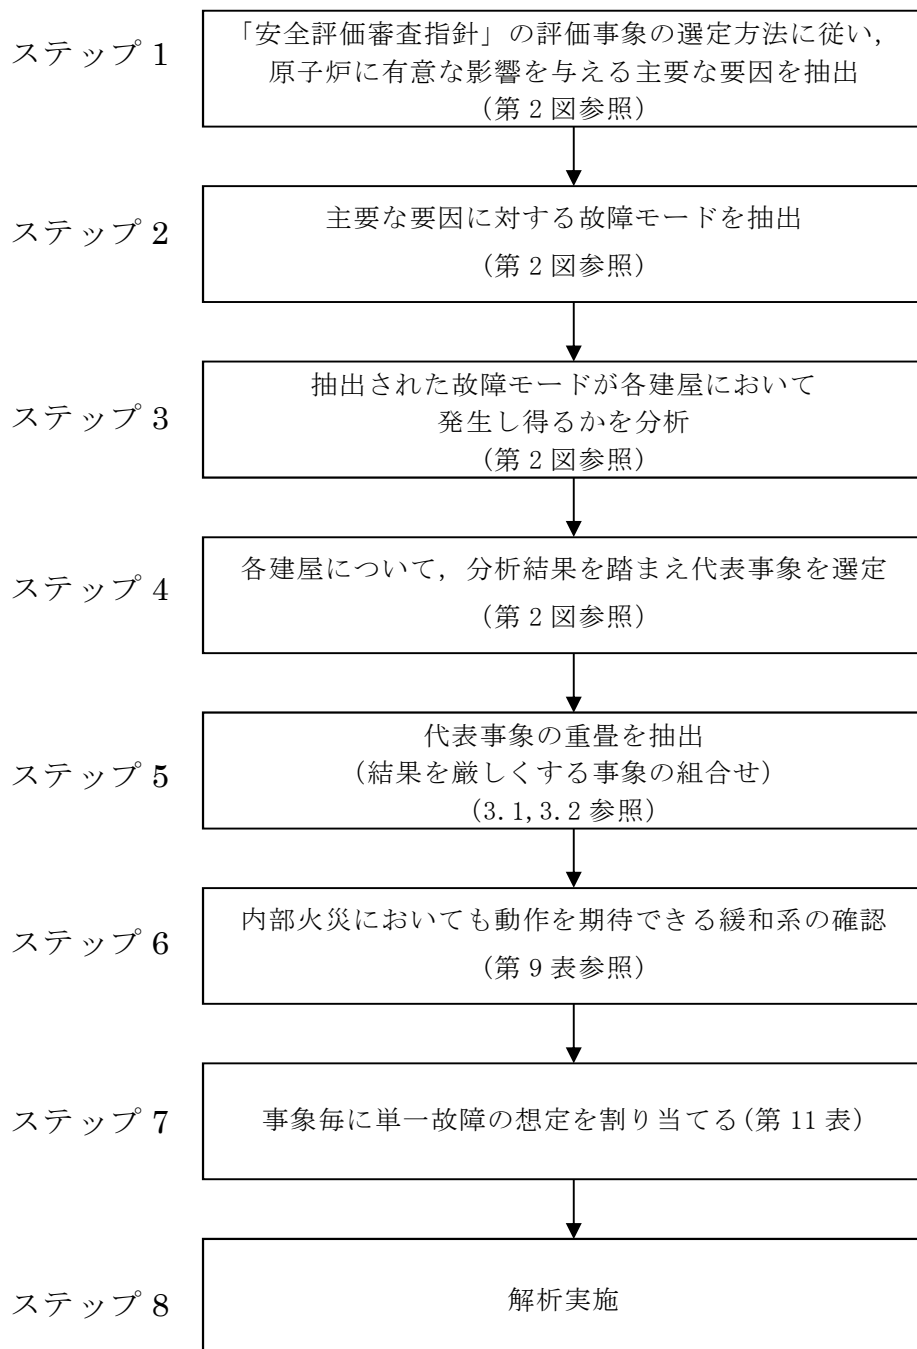 ステップ 1
「安全評価審査指針」の評価事象の選定方法に従い，
原子炉に有意な影響を与える主要な要因を抽出
（第 2 図参照）
ステップ 2
主要な要因に対する故障モードを抽出
（第 2 図参照）
ステップ 3
抽出された故障モードが各建屋において
発生し得るかを分析
（第 2 図参照）
ステップ 4
各建屋について，分析結果を踏まえ代表事象を選定
（第 2 図参照）
ステップ 5
代表事象の重畳を抽出
（結果を厳しくする事象の組合せ）
（3.1,3.2 参照）
ステップ 6
内部火災においても動作を期待できる緩和系の確認
（第 9 表参照）
ステップ 7
事象毎に単一故障の想定を割り当てる（第 11 表）
ステップ 8
解析実施